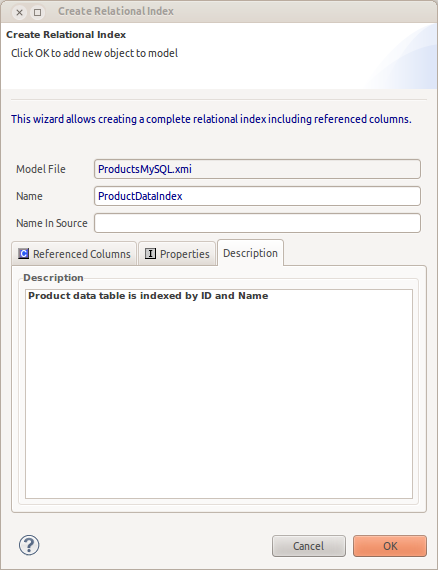 Create Relational Index
Create Relational Index
Click OK to add new object to model
This wizard allows creating a complete relational index including referenced columns.
Model File ProductsMySQL.xmi
Name ProductDataIndex
Name In Source
C Referenced Columns I Properties Description
Description
Product data table is indexed by ID and Name
? Cancel OK